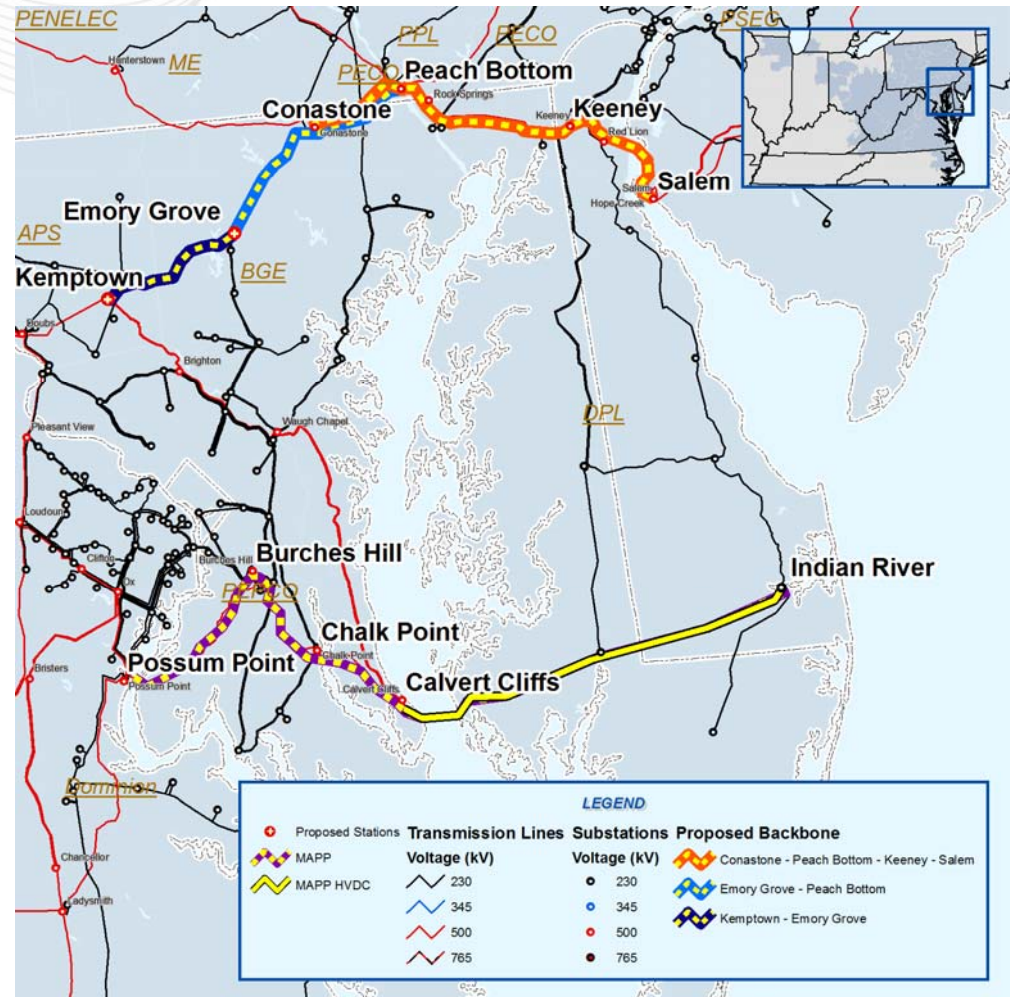 PENELEC
PPL
PECO
PSEG
Hunterstown
ME
PECO
Peach Bottom
Rock Springs
Conastone
Conastone
Keeney
Keeney
Red Lion
Salem
Salem
Hope Creek
Emory Grove
APS
BGE
Kemptown
Doubs
Brighton
Pleasant View
Waugh Chapel
DPL
Loudoun
Clifton
Ox
Burches Hill
Burches Hill
PEPCO
Indian River
Chalk Point
Chalk Point
Possum Point
Possum Point
Bristers
Calvert Cliffs
Calvert Cliffs
Dominion
Chancellor
Ladysmith
LEGEND
Proposed Stations
MAPP
MAPP HVDC
Transmission Lines
Voltage (kV)
230
345
500
765
Substations
Voltage (kV)
230
345
500
765
Proposed Backbone
Conastone - Peach Bottom - Keeney - Salem
Emory Grove - Peach Bottom
Kemptown - Emory Grove